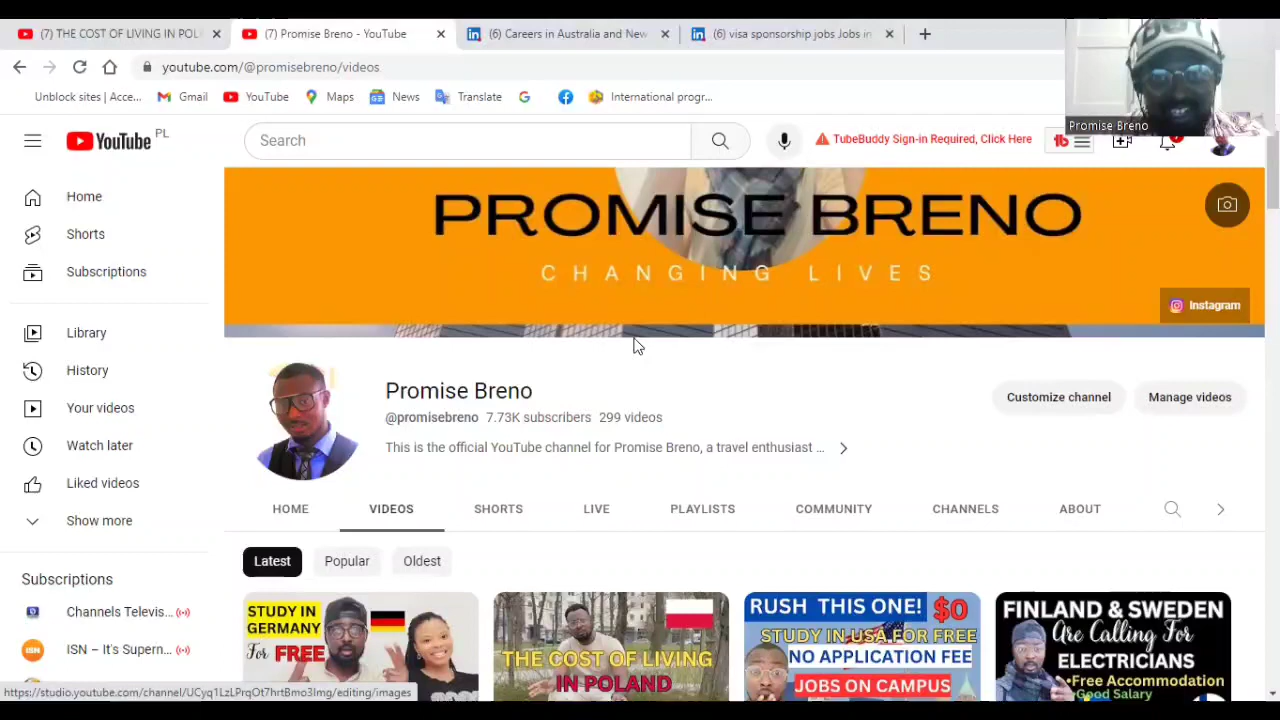 (7) THE COST OF LIVING IN POL
(7) Promise Breno - YouTube
(6) Careers in Australia and New
(6) visa sponsorship jobs Jobs in
youtube.com/@promisebreno/videos
Unblock sites | Acce...
Gmail
YouTube
Maps
News
Translate
International progr...
Promise Breno
YouTube PL
Search
TubeBuddy Sign-in Required, Click Here
Home
Shorts
Subscriptions
Library
History
Your videos
Watch later
Liked videos
Show more
Subscriptions
Channels Televis...
ISN – It's Supern...
PROMISE BRENO
CHANGING LIVES
Instagram
Promise Breno
@promisebreno 7.73K subscribers 299 videos
This is the official YouTube channel for Promise Breno, a travel enthusiast ...
Customize channel
Manage videos
HOME
VIDEOS
SHORTS
LIVE
PLAYLISTS
COMMUNITY
CHANNELS
ABOUT
Latest
Popular
Oldest
STUDY IN
GERMANY
For FREE
THE COST OF LIVING
IN POLAND
RUSH THIS ONE! $0
STUDY IN USA FOR FREE
NO APPLICATION FEE
JOBS ON CAMPUS
FINLAND & SWEDEN
Are Calling For
ELECTRICIANS
•Free Accommodation
•Good Salary
https://studio.youtube.com/channel/UCyq1LzLPrqOt7hrtBmo3Img/editing/images